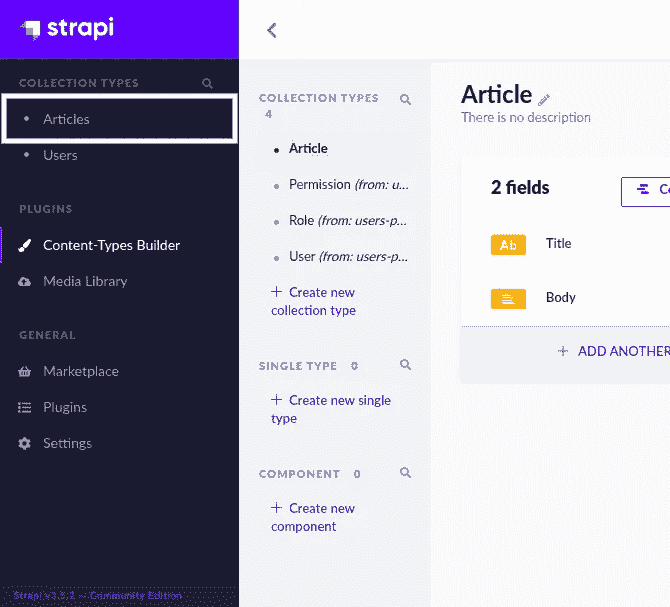 strapi
COLLECTION TYPES
Articles
Users
PLUGINS
Content-Types Builder
Media Library
GENERAL
Marketplace
Plugins
Settings
Strapi v3.5.2 — Community Edition
COLLECTION TYPES
4
Article
Permission (from: u...
Role (from: users-p...
User (from: users-p...
+ Create new
collection type
SINGLE TYPE 0
+ Create new single
type
COMPONENT 0
+ Create new
component
Article
There is no description
2 fields
Co
Ab Title
Body
+ ADD ANOTHER